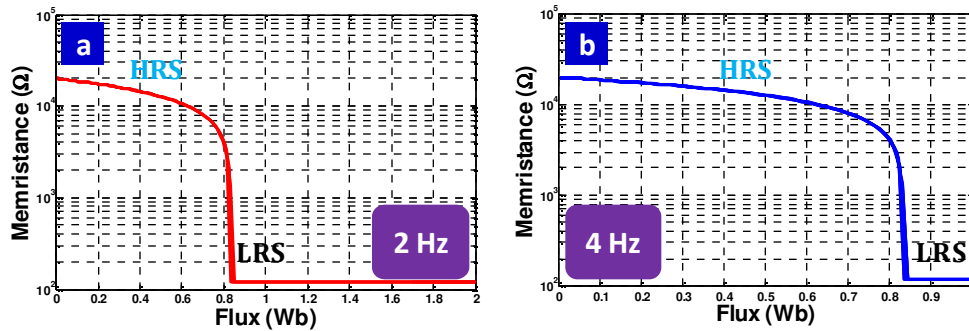 a
HRS
LRS
2 Hz
Memristance (Ω)
10^5
10^4
10^3
10^2
0 0.2 0.4 0.6 0.8 1 1.2 1.4 1.6 1.8 2
Flux (Wb)
b
HRS
LRS
4 Hz
Memristance (Ω)
10^5
10^4
10^3
10^2
0 0.1 0.2 0.3 0.4 0.5 0.6 0.7 0.8 0.9
Flux (Wb)